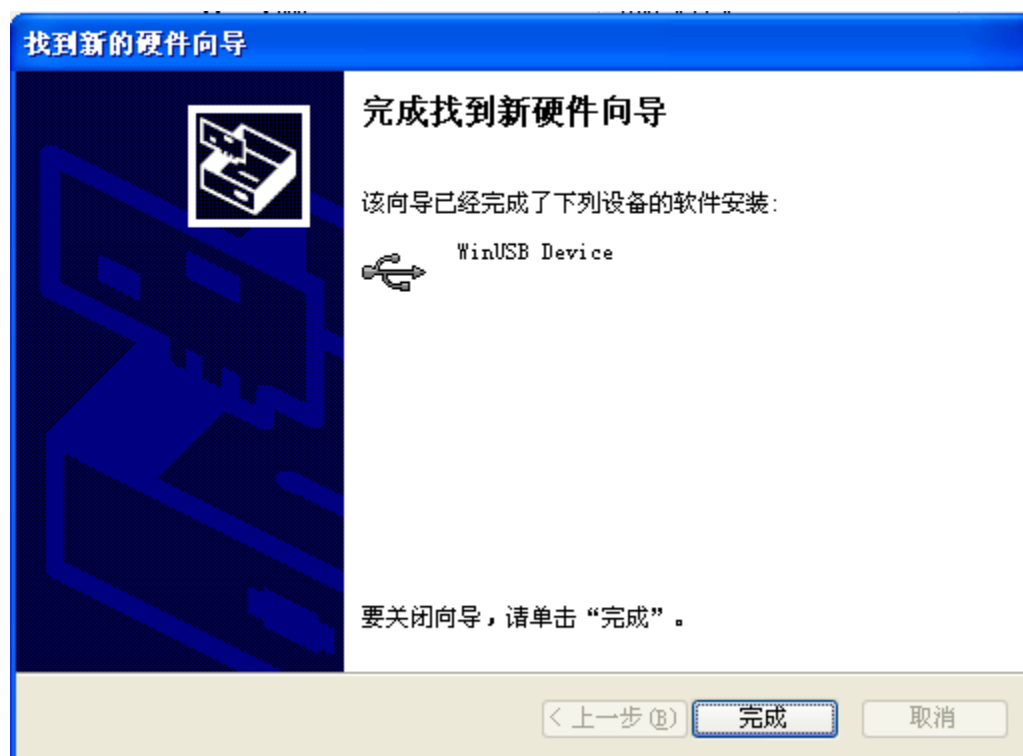 找到新的硬件向导
完成找到新硬件向导
该向导已经完成了下列设备的软件安装:
WinUSB Device
要关闭向导，请单击“完成”。
< 上一步(B)
完成
取消